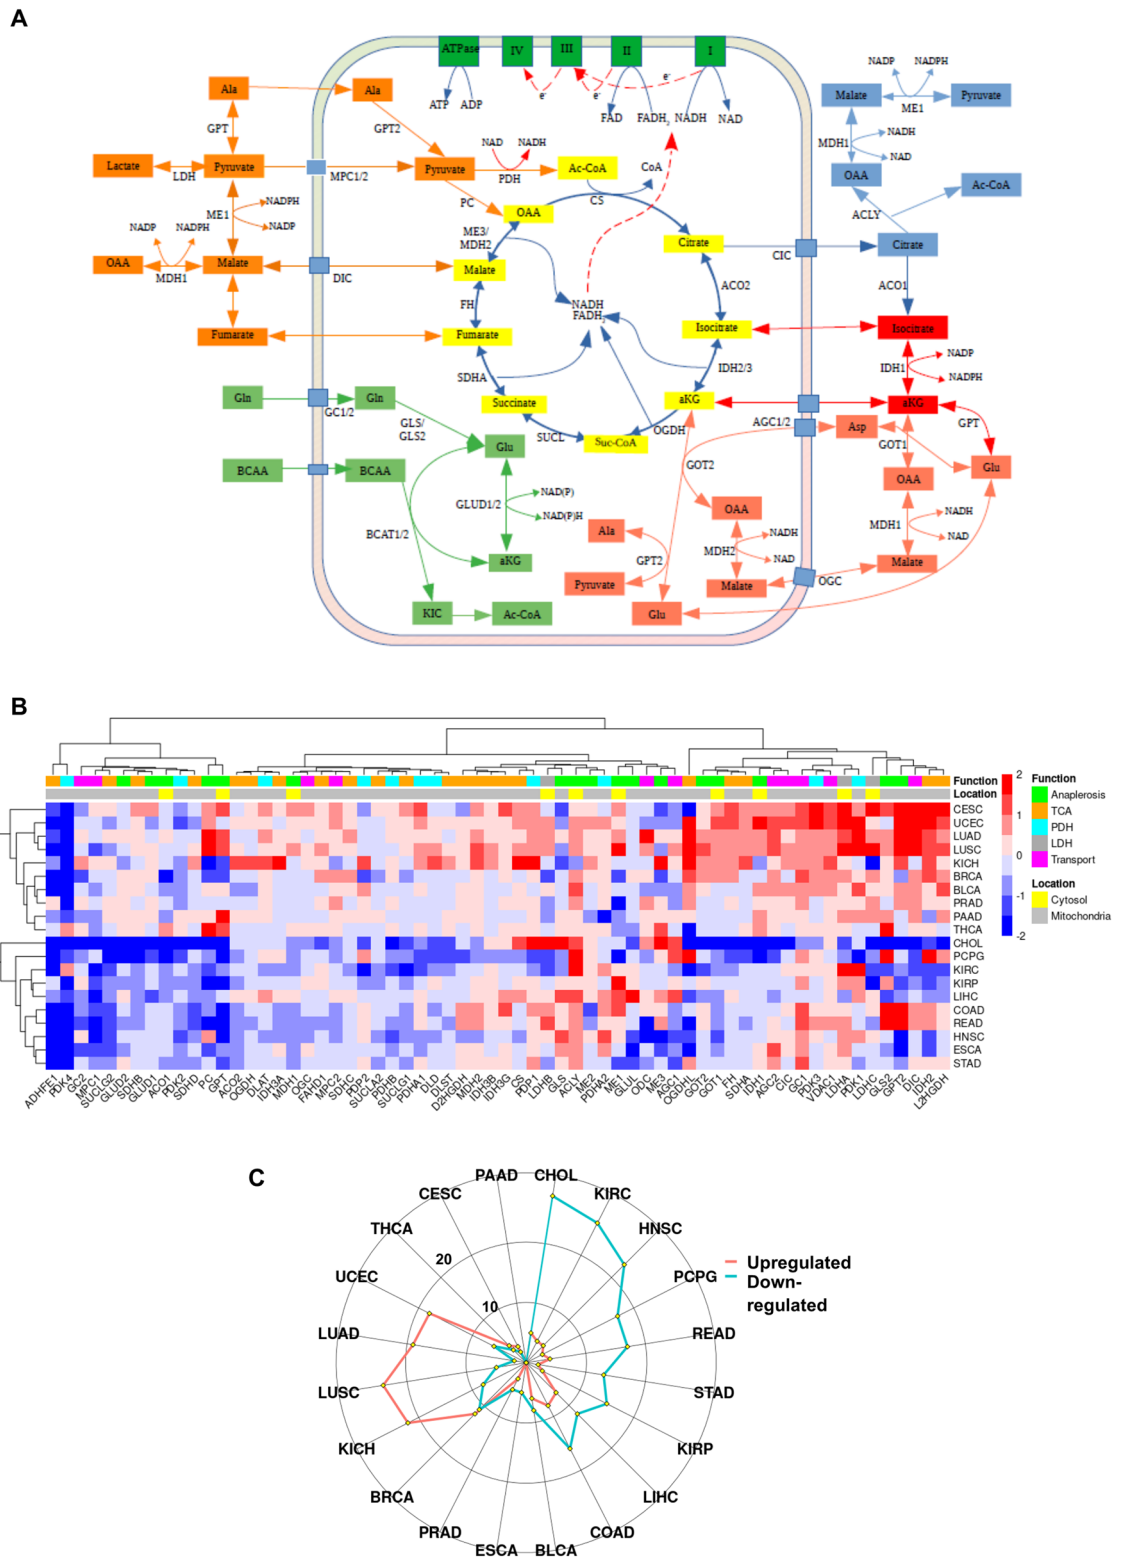 A
ATPase IV III II I
ATP ADP
e-
e-
e-
FAD FADH2 NADH NAD
Ala Ala
GPT GPT2
Lactate Pyruvate Pyruvate
LDH MPC1/2
NAD NADH
PDH
Ac-CoA CoA
CS
PC
OAA
ME1
NADPH
NADP
NADP NADPH
OAA Malate
MDH1 DIC
ME3/
MDH2
Malate
Citrate
CIC
ACO2
FH
NADH
FADH2
Fumarate Fumarate
Isocitrate
SDHA
IDH2/3
Succinate
aKG
SUCL
Suc-CoA
OGDH
AGC1/2
NADP NADPH
Malate Pyruvate
ME1
MDH1
NADH
NAD
OAA Ac-CoA
ACLY
Citrate
ACO1
Isocitrate
IDH1
NADP
NADPH
aKG
GPT
Asp
GOT1
Glu
OAA
MDH1
NADH
NAD
Malate
OGC
Gln Gln
GC1/2
GLS/
GLS2
Glu
BCAA BCAA
GLUD1/2
NAD(P)
NAD(P)H
BCAT1/2
aKG
KIC Ac-CoA
GOT2
OAA
Ala
GPT2
MDH2
NADH
NAD
Pyruvate
Malate
Glu
B
Function
Location
CESC
UCEC
LUAD
LUSC
KICH
BRCA
BLCA
PRAD
PAAD
THCA
CHOL
PCPG
KIRC
KIRP
LIHC
COAD
READ
HNSC
ESCA
STAD
2
1
0
-1
-2
Function
Anaplerosis
TCA
PDH
LDH
Transport
Location
Cytosol
Mitochondria
ADHFE1
PDK4
GC2
MPC1
SUCLG2
GLUD2
SDHB
GLUD1
ACO1
PDK2
SDHD
PC
GPT
ACO2
OGDH
DLAT
IDH3A
MDH1
OGC
FAHD1
MPC2
SDHC
PDP2
SUCLA2
PDHB
SUCLG1
PDHA1
DLD
DLST
D2HGDH
MDH2
IDH3B
IDH3G
CS
PDP1
LDHB
GLS
ACLY
ME2
PDHA2
ME1
GLUL
ODC
ME3
AGC1
OGDHL
GOT2
GOT1
FH
SDHA
IDH1
AGC2
CIC
GC1
PDK3
VDAC1
LDHA
PDK1
LDHC
GLS2
GPT2
DIC
IDH2
L2HGDH
C
PAAD CHOL
CESC KIRC
THCA HNSC
20
Upregulated
UCEC PCPG
Down-
regulated
10
LUAD READ
LUSC STAD
KICH KIRP
BRCA LIHC
PRAD COAD
ESCA BLCA